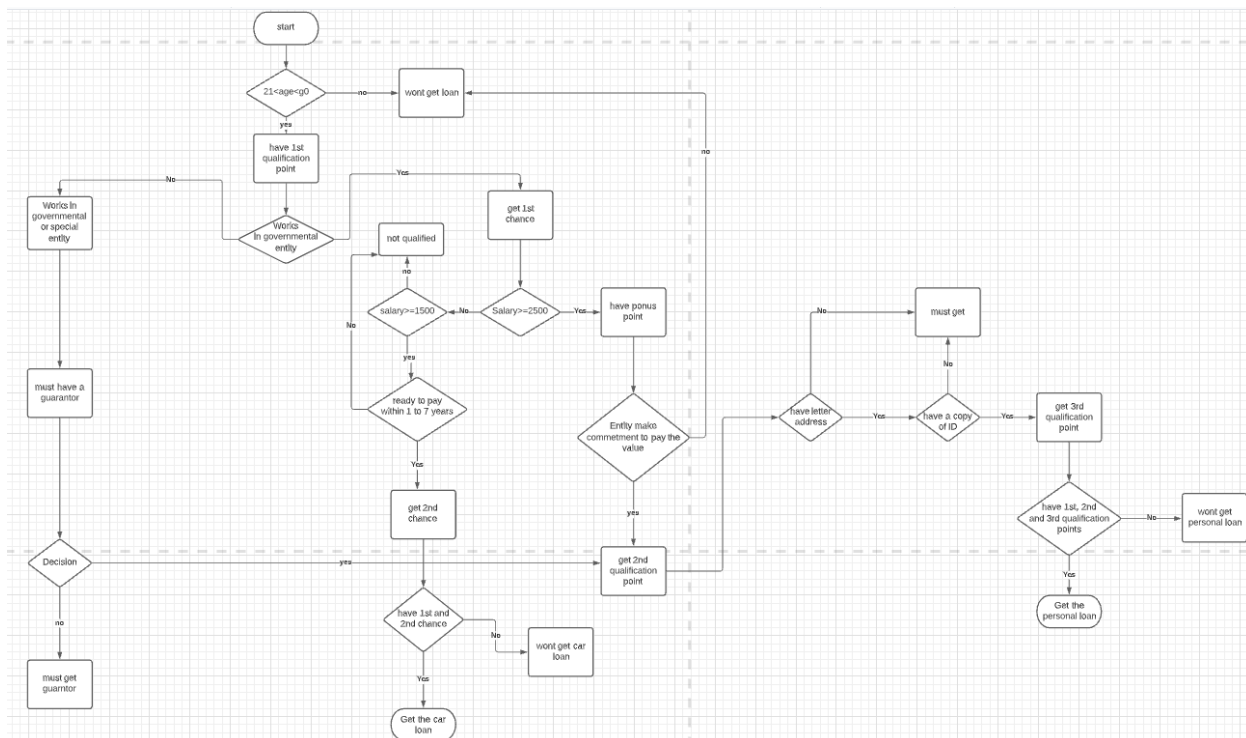 start
21<age<g0
no
wont get loan
yes
have 1st
qualification
point
no
No
Yes
Works in
governmental
or special
entity
Works
in governmental
entity
get 1st
chance
not qualified
no
salary>=1500
No
Salary>=2500
Yes
have ponus
point
No
must get
No
yes
must have a
guarantor
ready to pay
within 1 to 7 years
Entity make
commetment to pay the
value
have letter
address
Yes
have a copy
of ID
Yes
get 3rd
qualification
point
Yes
get 2nd
chance
yes
have 1st, 2nd
and 3rd qualification
points
No
wont get
personal loan
Decision
yes
get 2nd
qualification
point
Yes
Get the
personal loan
no
have 1st and
2nd chance
No
wont get car
loan
must get
guarntor
Yes
Get the car
loan
No